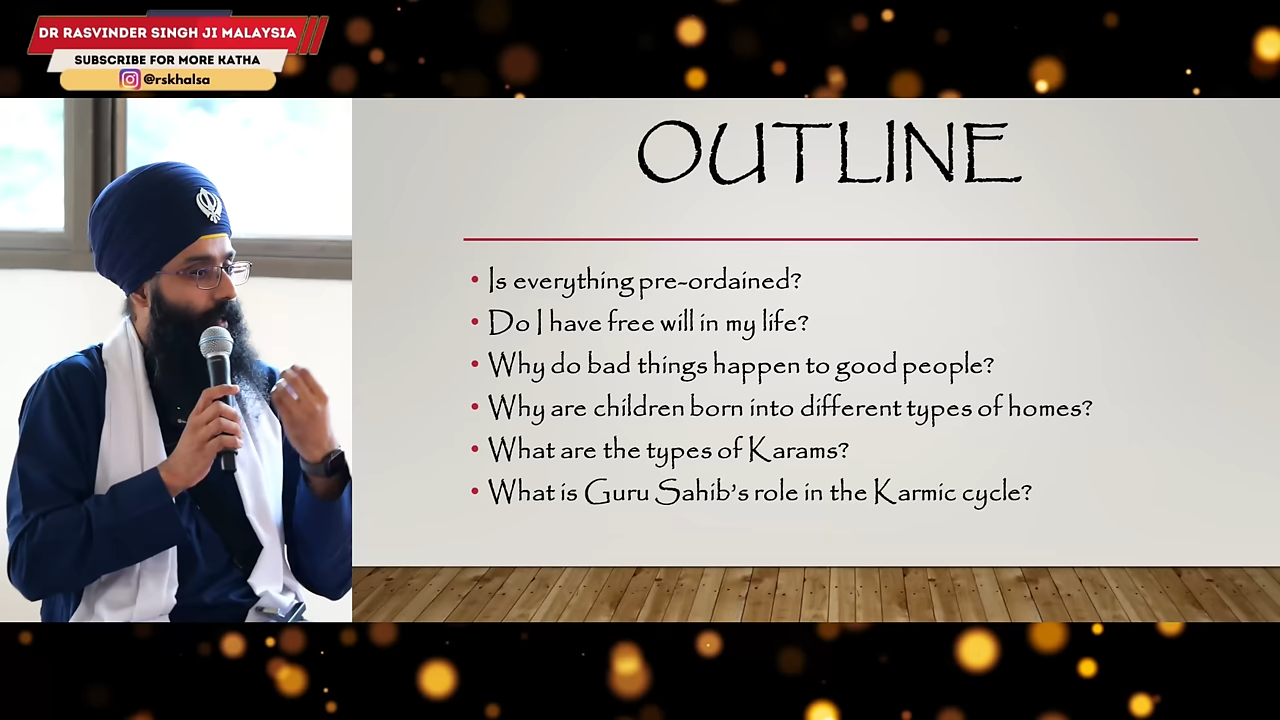 DR RASVINDER SINGH JI MALAYSIA
SUBSCRIBE FOR MORE KATHA
@rskhalsa
OUTLINE
• Is everything pre-ordained?
• Do I have free will in my life?
• Why do bad things happen to good people?
• Why are children born into different types of homes?
• What are the types of Karams?
• What is Guru Sahib's role in the Karmic cycle?